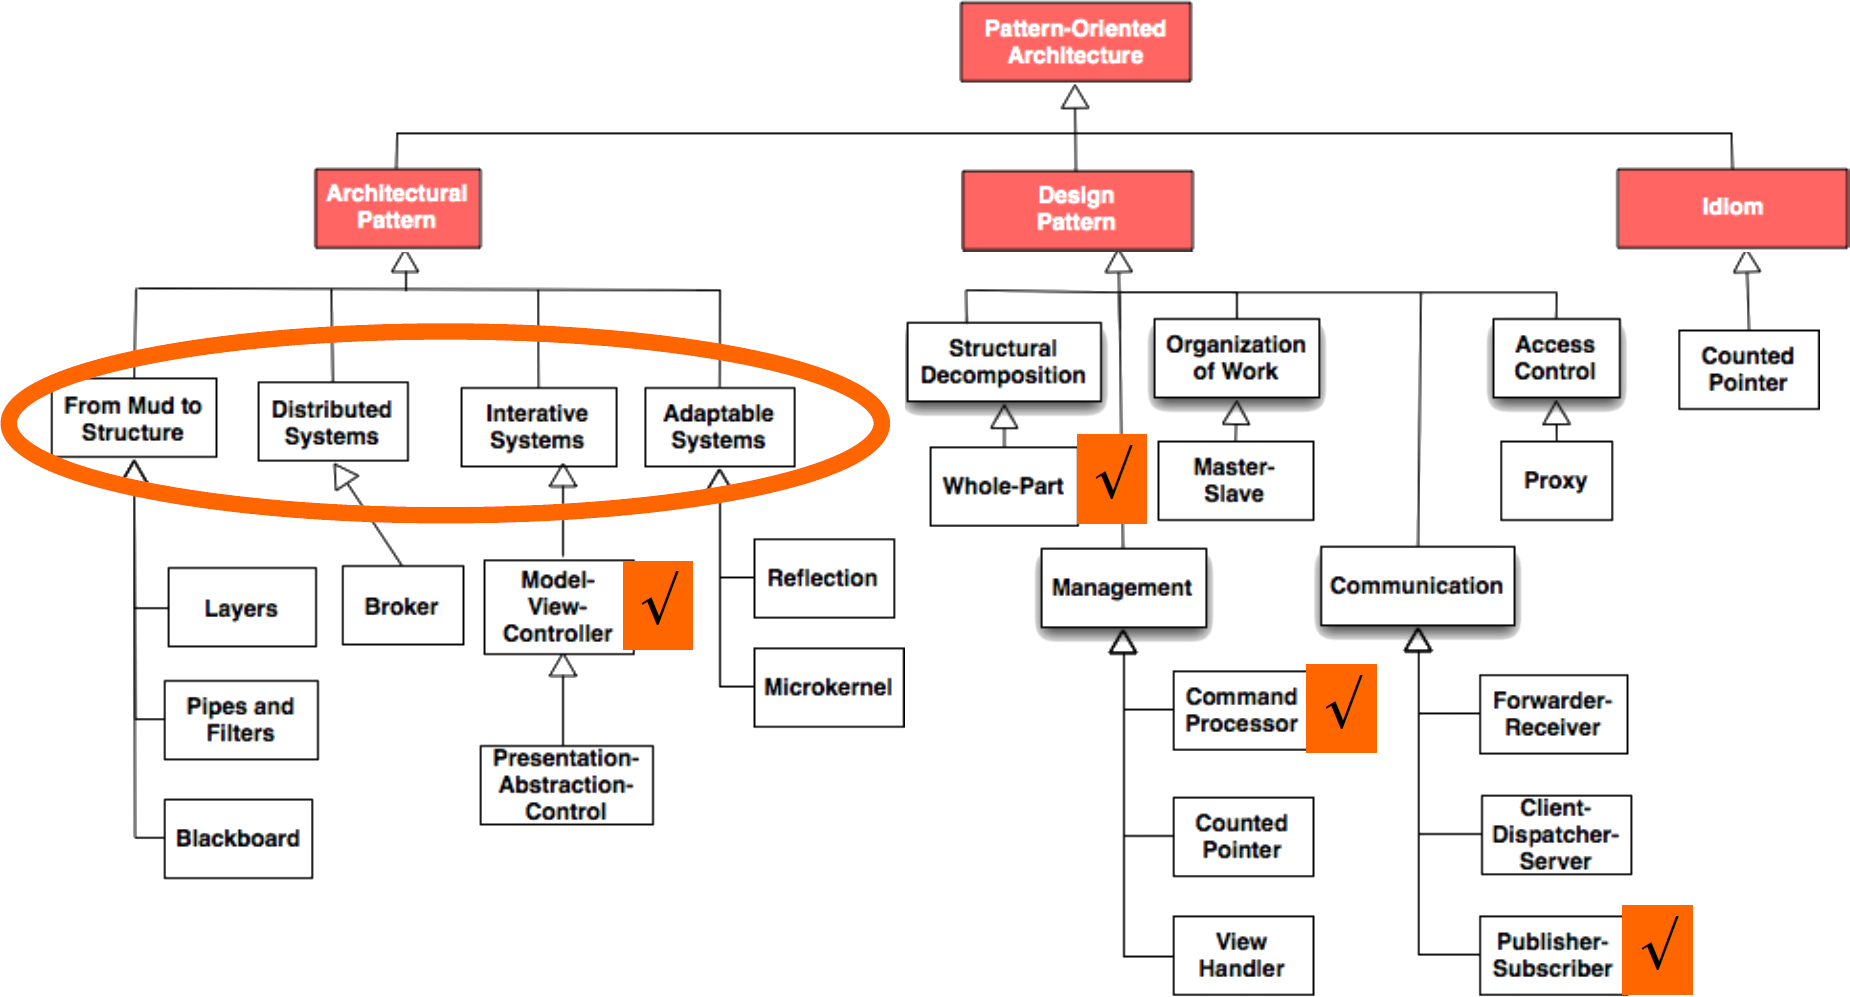 Pattern-Oriented
Architecture
Architectural
Pattern
Design
Pattern
Idiom
From Mud to
Structure
Distributed
Systems
Interative
Systems
Adaptable
Systems
Structural
Decomposition
Organization
of Work
Access
Control
Counted
Pointer
Whole-Part
√
Master-
Slave
Proxy
Layers
Broker
Model-
View-
Controller
√
Reflection
Management
Communication
Pipes and
Filters
Microkernel
Command
Processor
√
Forwarder-
Receiver
Presentation-
Abstraction-
Control
Blackboard
Counted
Pointer
Client-
Dispatcher-
Server
View
Handler
Publisher-
Subscriber
√